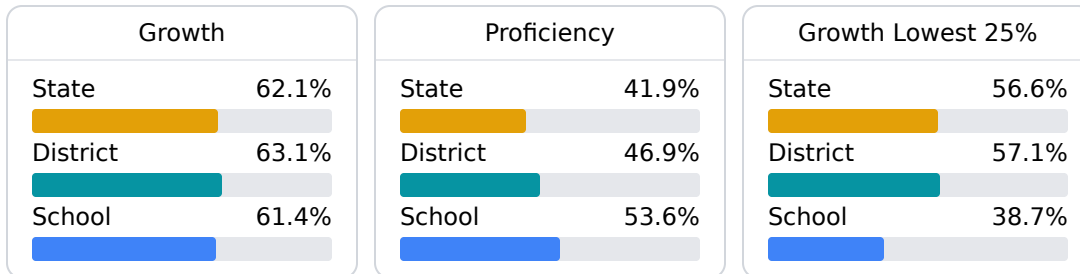 Growth
State 62.1%
District 63.1%
School 61.4%
Proficiency
State 41.9%
District 46.9%
School 53.6%
Growth Lowest 25%
State 56.6%
District 57.1%
School 38.7%